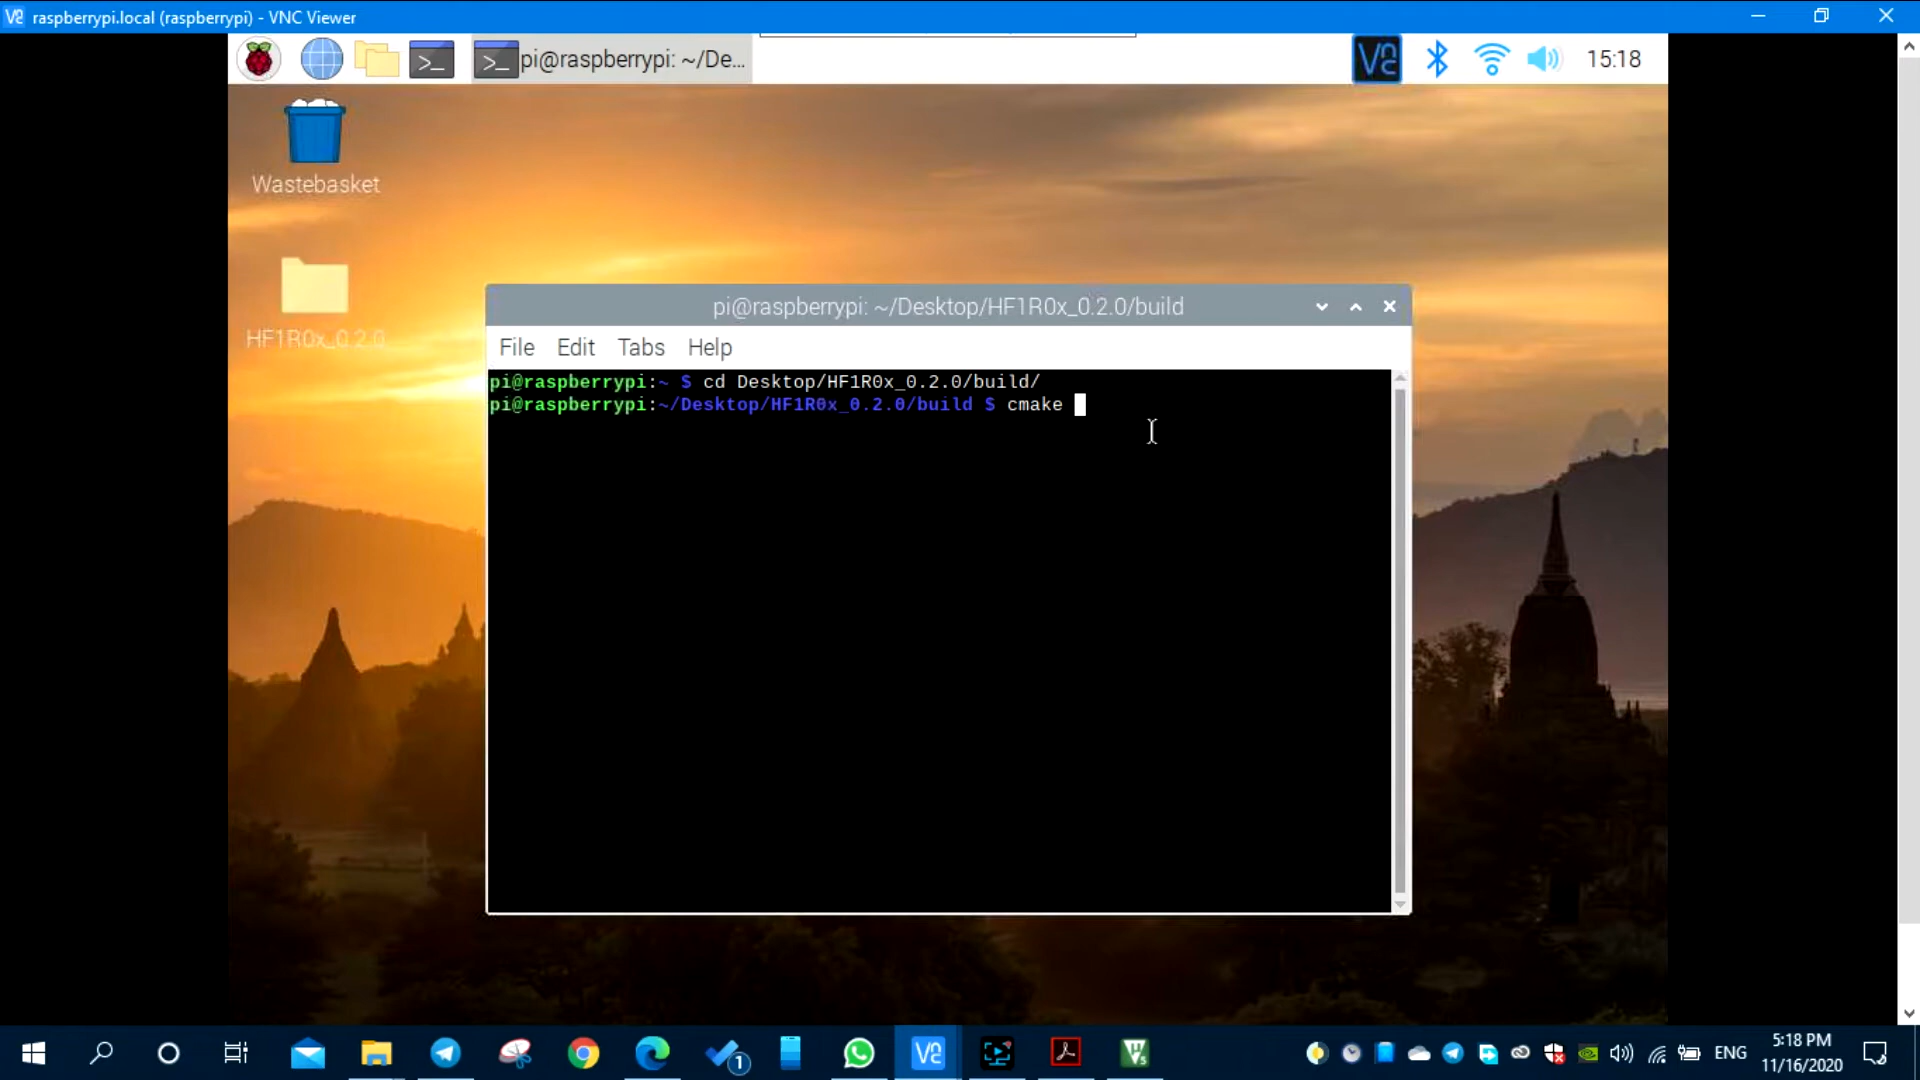 raspberrypi.local (raspberrypi) - VNC Viewer
pi@raspberrypi: ~/De...
15:18
Wastebasket
HF1R0x_0.2.0
pi@raspberrypi: ~/Desktop/HF1R0x_0.2.0/build
File Edit Tabs Help
pi@raspberrypi:~ $ cd Desktop/HF1R0x_0.2.0/build/
pi@raspberrypi:~/Desktop/HF1R0x_0.2.0/build $ cmake
1
ENG
5:18 PM
11/16/2020